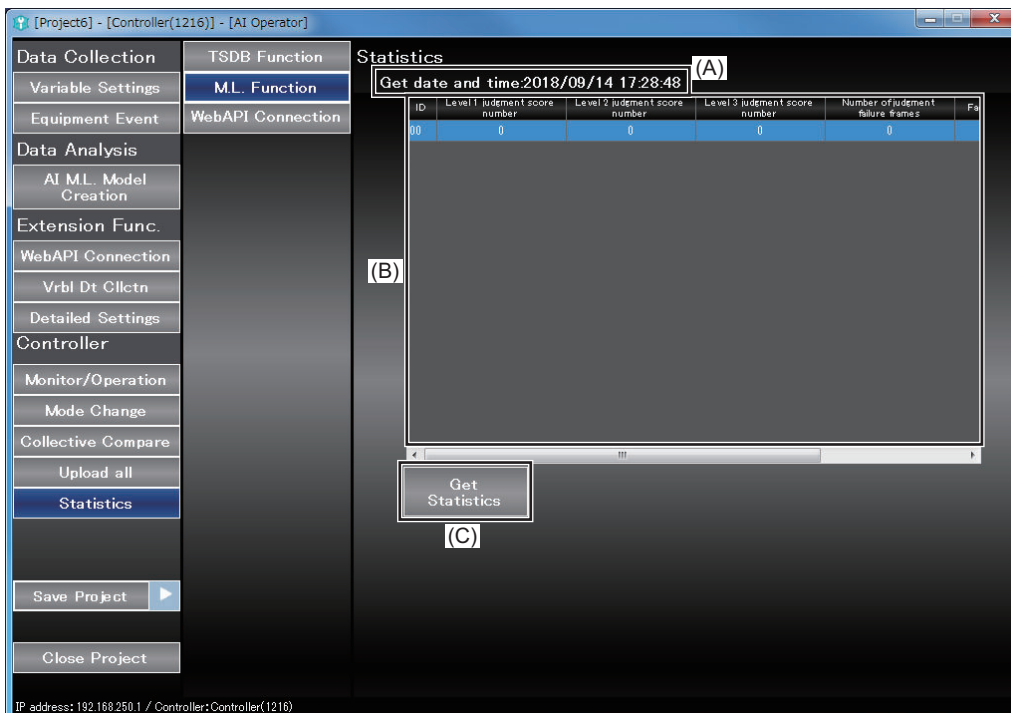 [Project6] - [Controller(1216)] - [AI Operator]
Data Collection
Variable Settings
Equipment Event
Data Analysis
AI M.L. Model
Creation
Extension Func.
WebAPI Connection
Vrbl Dt Cllctn
Detailed Settings
Controller
Monitor/Operation
Mode Change
Collective Compare
Upload all
Statistics
Save Project
Close Project
TSDB Function
M.L. Function
WebAPI Connection
Statistics
(A)
Get date and time:2018/09/14 17:28:48
(B)
ID Level 1 judgment score number Level 2 judgment score number Level 3 judgment score number Number of judgment failure frames Fa
00 0 0 0 0
Get
Statistics
(C)
IP address: 192.168.250.1 / Controller:Controller(1216)